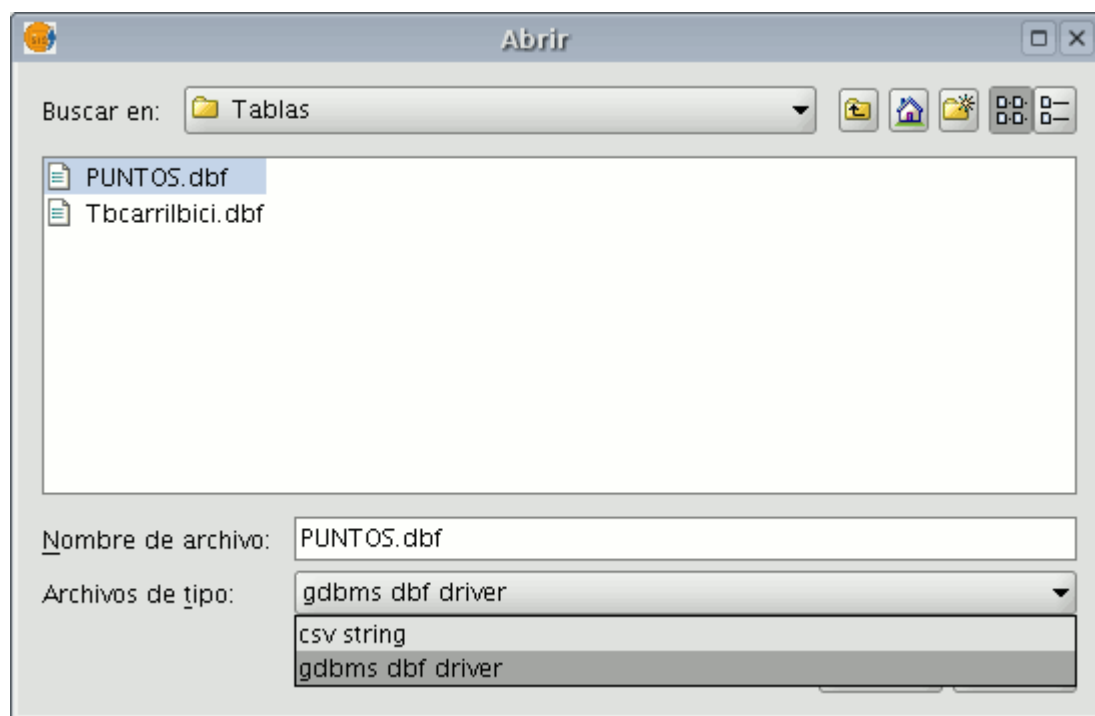 Abrir
Buscar en: Tablas
PUNTOS.dbf
Tbcarrilbici.dbf
Nombre de archivo: PUNTOS.dbf
Archivos de tipo: gdbms dbf driver
csv string
gdbms dbf driver